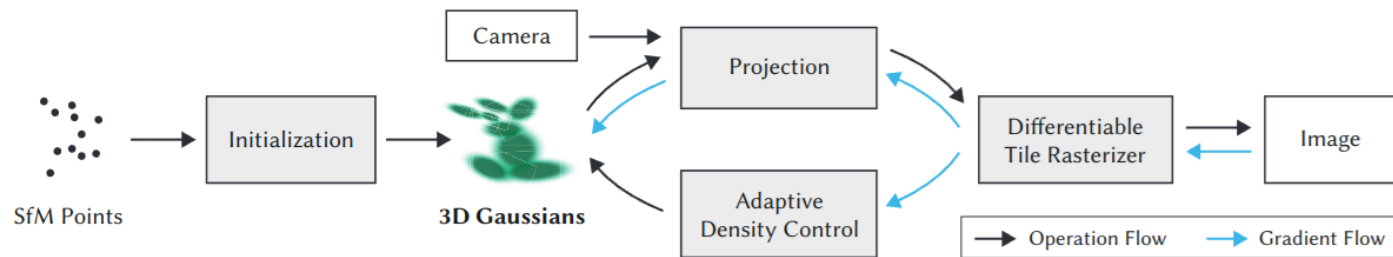 Camera
Projection
Initialization
Differentiable
Tile Rasterizer
Image
SfM Points
3D Gaussians
Adaptive
Density Control
Operation Flow
Gradient Flow